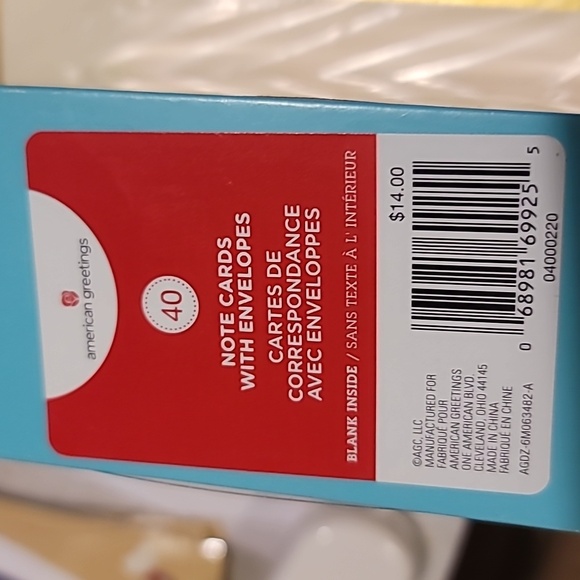 american greetings
40
NOTE CARDS
WITH ENVELOPES
CARTES DE
CORRESPONDANCE
AVEC ENVELOPPES
BLANK INSIDE / SANS TEXTE À L' INTÉRIEUR
©AGC, LLC
MANUFACTURED FOR
FABRIQUÉ POUR
AMERICAN GREETINGS
ONE AMERICAN BLVD.
CLEVELAND, OHIO 44145
MADE IN CHINA
FABRIQUÉ EN CHINE
AGDZ-6M063482-A
$14.00
0 68981 69925 5
04000220